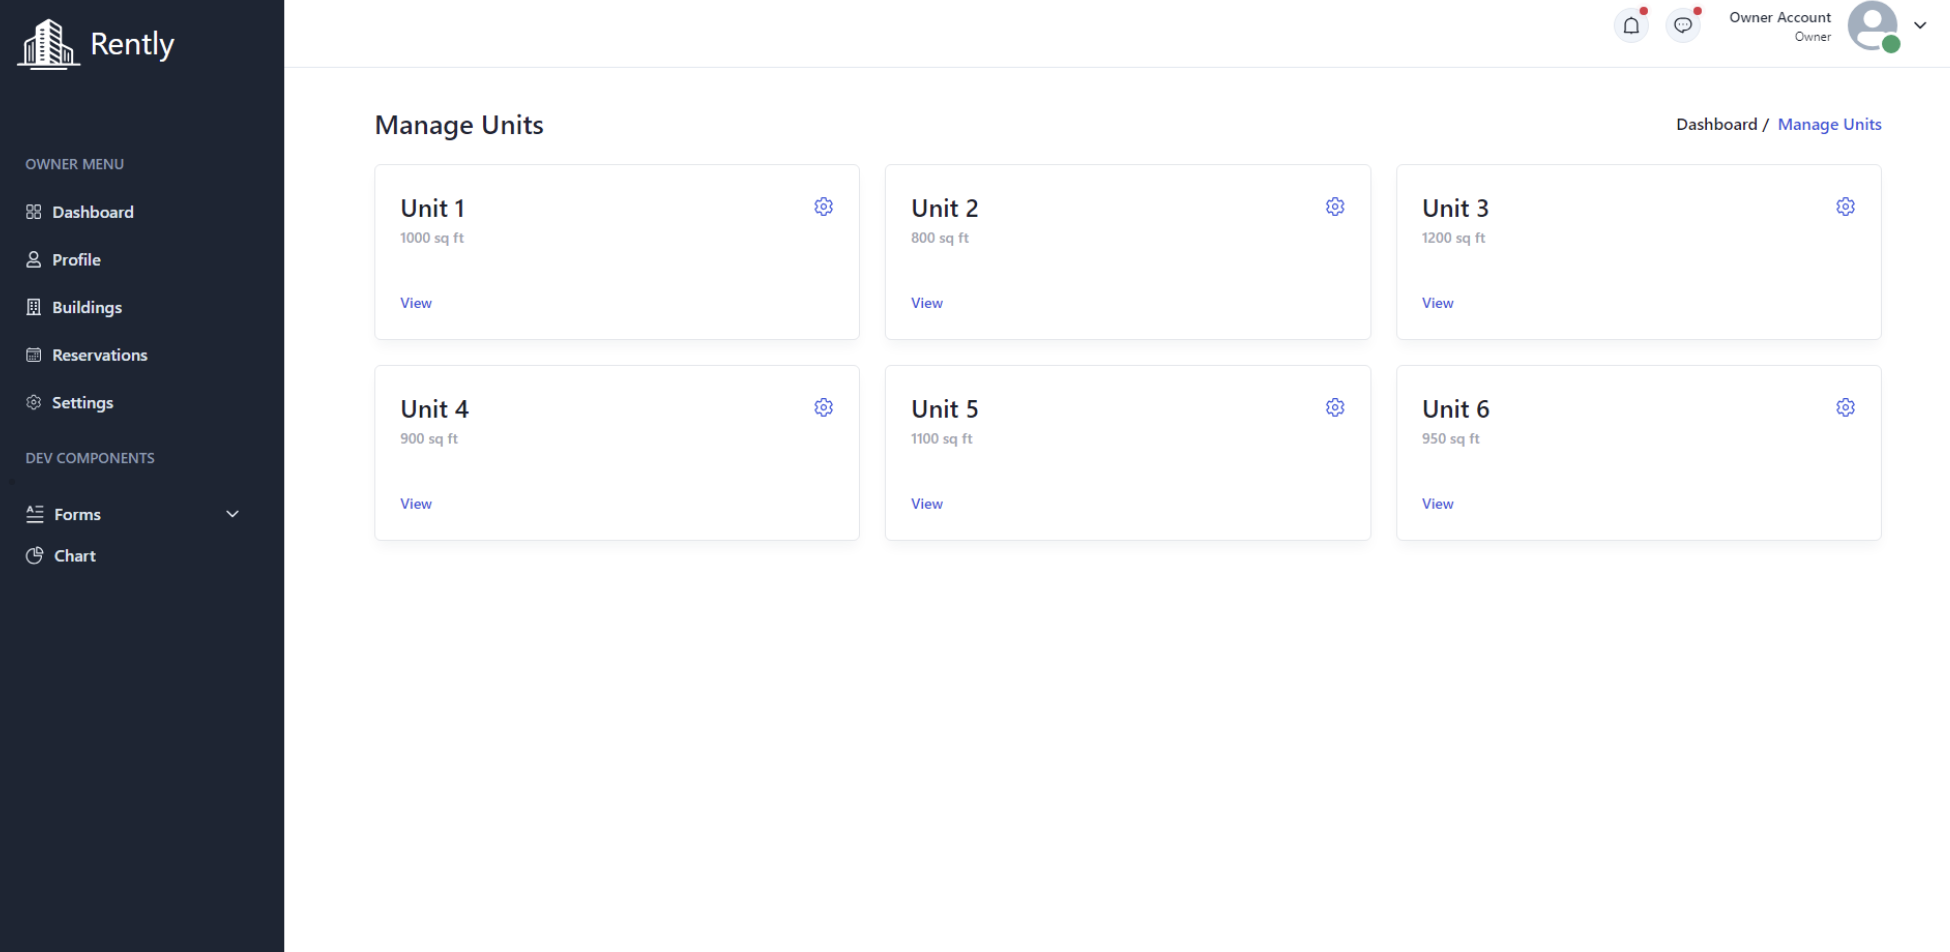 Rently
OWNER MENU
Dashboard
Profile
Buildings
Reservations
Settings
DEV COMPONENTS
Forms
Chart
Owner Account
Owner
Manage Units
Dashboard / Manage Units
Unit 1
1000 sq ft
View
Unit 2
800 sq ft
View
Unit 3
1200 sq ft
View
Unit 4
900 sq ft
View
Unit 5
1100 sq ft
View
Unit 6
950 sq ft
View